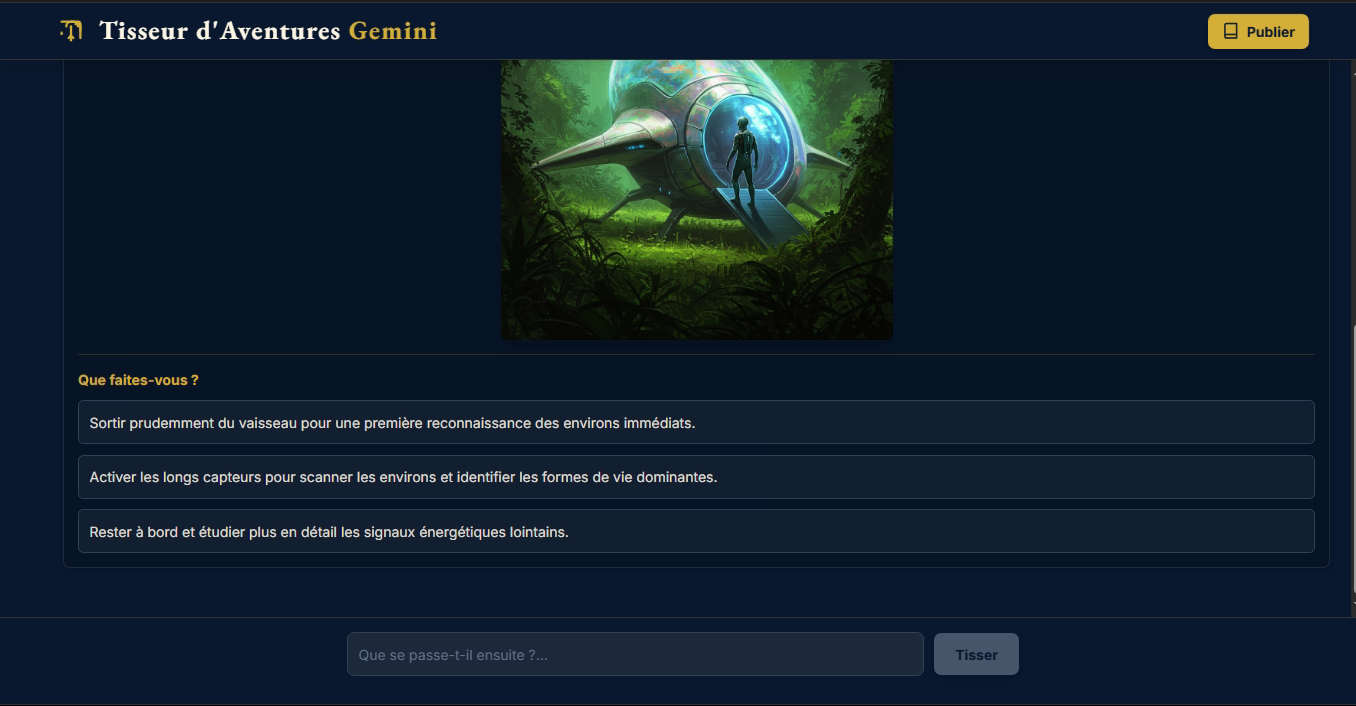 Tisseur d'Aventures Gemini
Publier
Que faites-vous ?
Sortir prudemment du vaisseau pour une première reconnaissance des environs immédiats.
Activer les longs capteurs pour scanner les environs et identifier les formes de vie dominantes.
Rester à bord et étudier plus en détail les signaux énergétiques lointains.
Que se passe-t-il ensuite ?...
Tisser